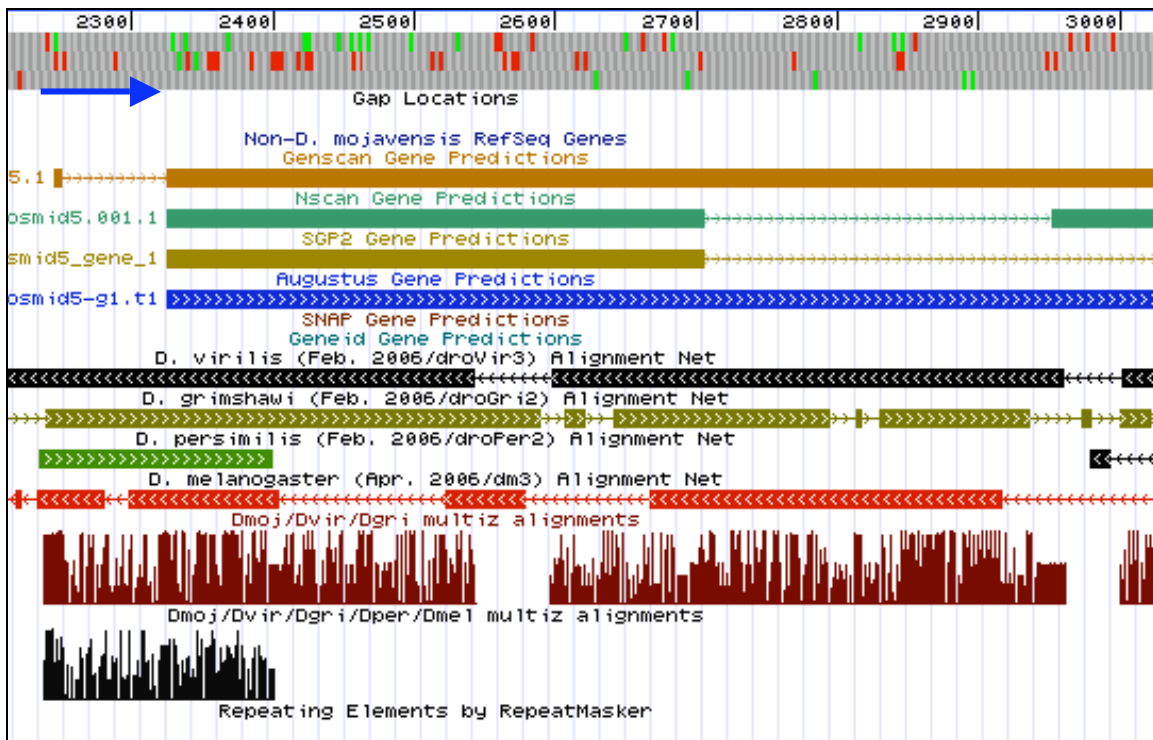 2300 2400 2500 2600 2700 2800 2900 3000
Gap Locations
Non-D. mojavensis RefSeq Genes
Genscan Gene Predictions
5.1
Nscan Gene Predictions
osmid5.001.1
SGP2 Gene Predictions
smid5_gene_1
Augustus Gene Predictions
osmid5-g1.t1
SNAP Gene Predictions
Geneid Gene Predictions
D. virilis (Feb. 2006/droVir3) Alignment Net
D. grimshawi (Feb. 2006/droGri2) Alignment Net
D. persimilis (Feb. 2006/droPer2) Alignment Net
D. melanogaster (Apr. 2006/dm3) Alignment Net
Dmoj/Dvir/Dgri multiz alignments
Dmoj/Dvir/Dgri/Dper/Dmel multiz alignments
Repeating Elements by RepeatMasker